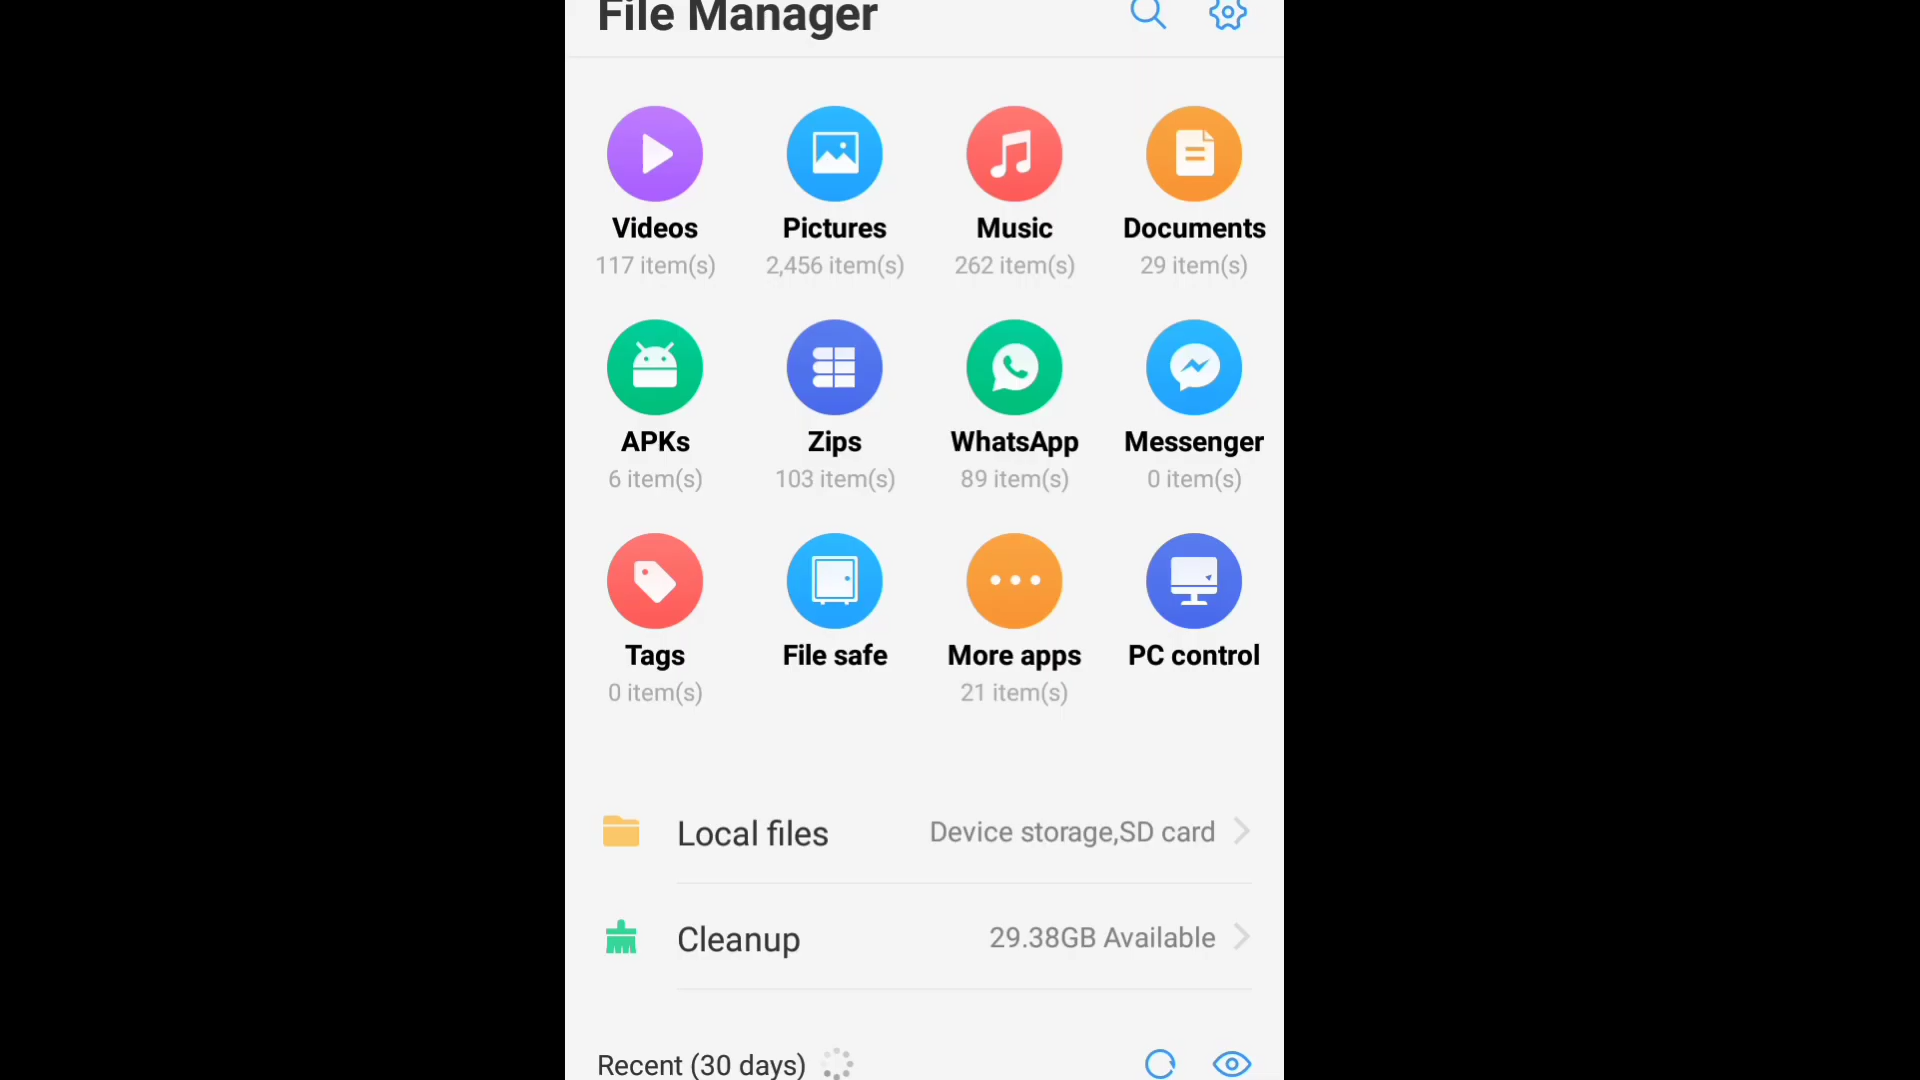 File Manager
Videos Pictures Music Documents
117 item(s) 2,456 item(s) 262 item(s) 29 item(s)
APKs Zips WhatsApp Messenger
6 item(s) 103 item(s) 89 item(s) 0 item(s)
Tags File safe More apps PC control
0 item(s) 21 item(s)
Local files Device storage,SD card
Cleanup 29.38GB Available
Recent (30 days)